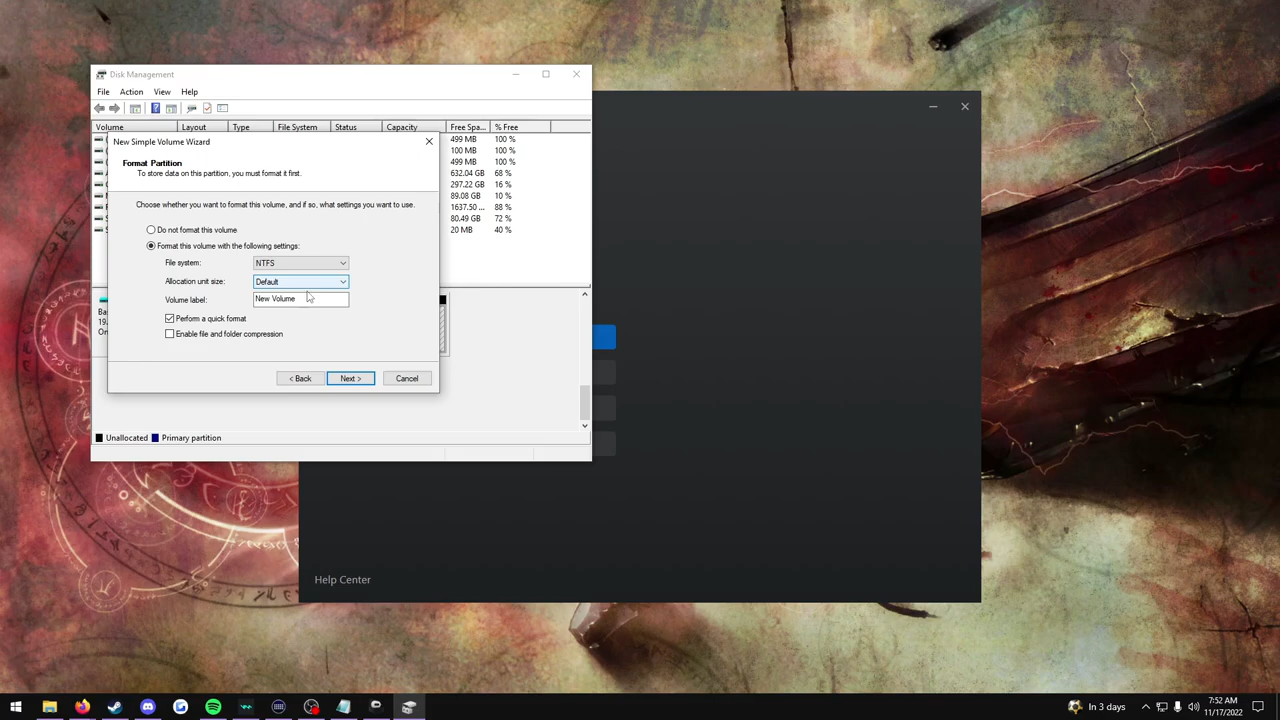 Disk Management
File Action View Help
Volume Layout Type File System Status Capacity Free Spa... % Free
499 MB 100 %
100 MB 100 %
499 MB 100 %
632.04 GB 68 %
297.22 GB 16 %
89.08 GB 10 %
1637.50 ... 88 %
80.49 GB 72 %
20 MB 40 %
New Simple Volume Wizard
Format Partition
To store data on this partition, you must format it first.
Choose whether you want to format this volume, and if so, what settings you want to use.
Do not format this volume
Format this volume with the following settings:
File system: NTFS
Allocation unit size: Default
Volume label: New Volume
Perform a quick format
Enable file and folder compression
< Back Next > Cancel
Ba
19.
On
Unallocated Primary partition
Help Center
In 3 days
7:52 AM
11/17/2022